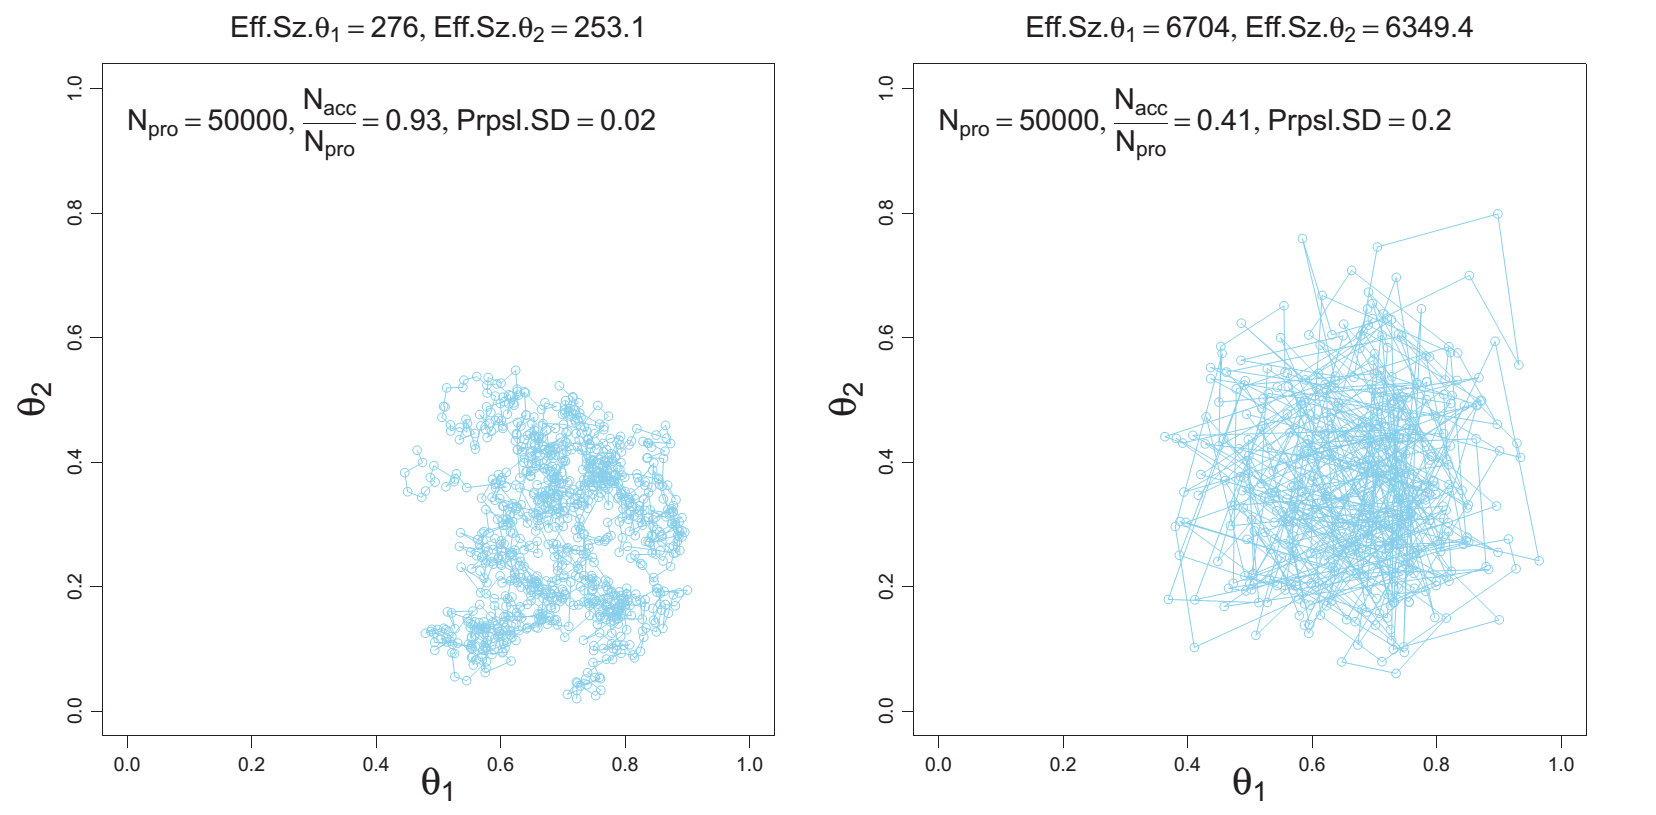 Eff.Sz.θ1 = 276, Eff.Sz.θ2 = 253.1
Npro = 50000, Nacc/Npro = 0.93, Prpsl.SD = 0.02
1.0
0.8
0.6
0.4
0.2
0.0
θ2
0.0 0.2 0.4 0.6 0.8 1.0
θ1
Eff.Sz.θ1 = 6704, Eff.Sz.θ2 = 6349.4
Npro = 50000, Nacc/Npro = 0.41, Prpsl.SD = 0.2
1.0
0.8
0.6
0.4
0.2
0.0
θ2
0.0 0.2 0.4 0.6 0.8 1.0
θ1